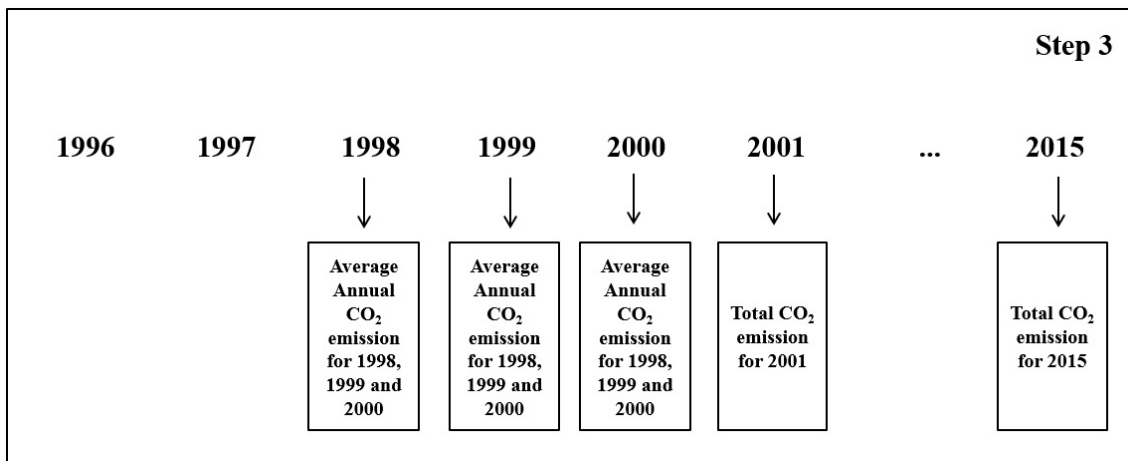 Step 3
1996 1997 1998 1999 2000 2001 ... 2015
Average
Annual
CO₂
emission
for 1998,
1999 and
2000
Average
Annual
CO₂
emission
for 1998,
1999 and
2000
Average
Annual
CO₂
emission
for 1998,
1999 and
2000
Total CO₂
emission
for 2001
Total CO₂
emission
for 2015